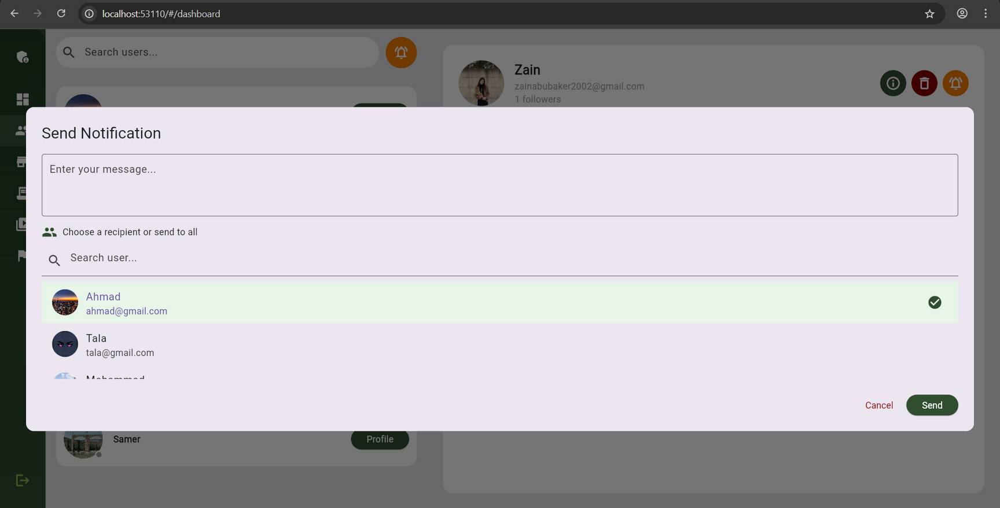 localhost:53110/#/dashboard
Search users...
Zain
zainabubaker2002@gmail.com
1 followers
Send Notification
Enter your message...
Choose a recipient or send to all
Search user...
Ahmad
ahmad@gmail.com
Tala
tala@gmail.com
Mohammad
Cancel
Send
Samer
Profile